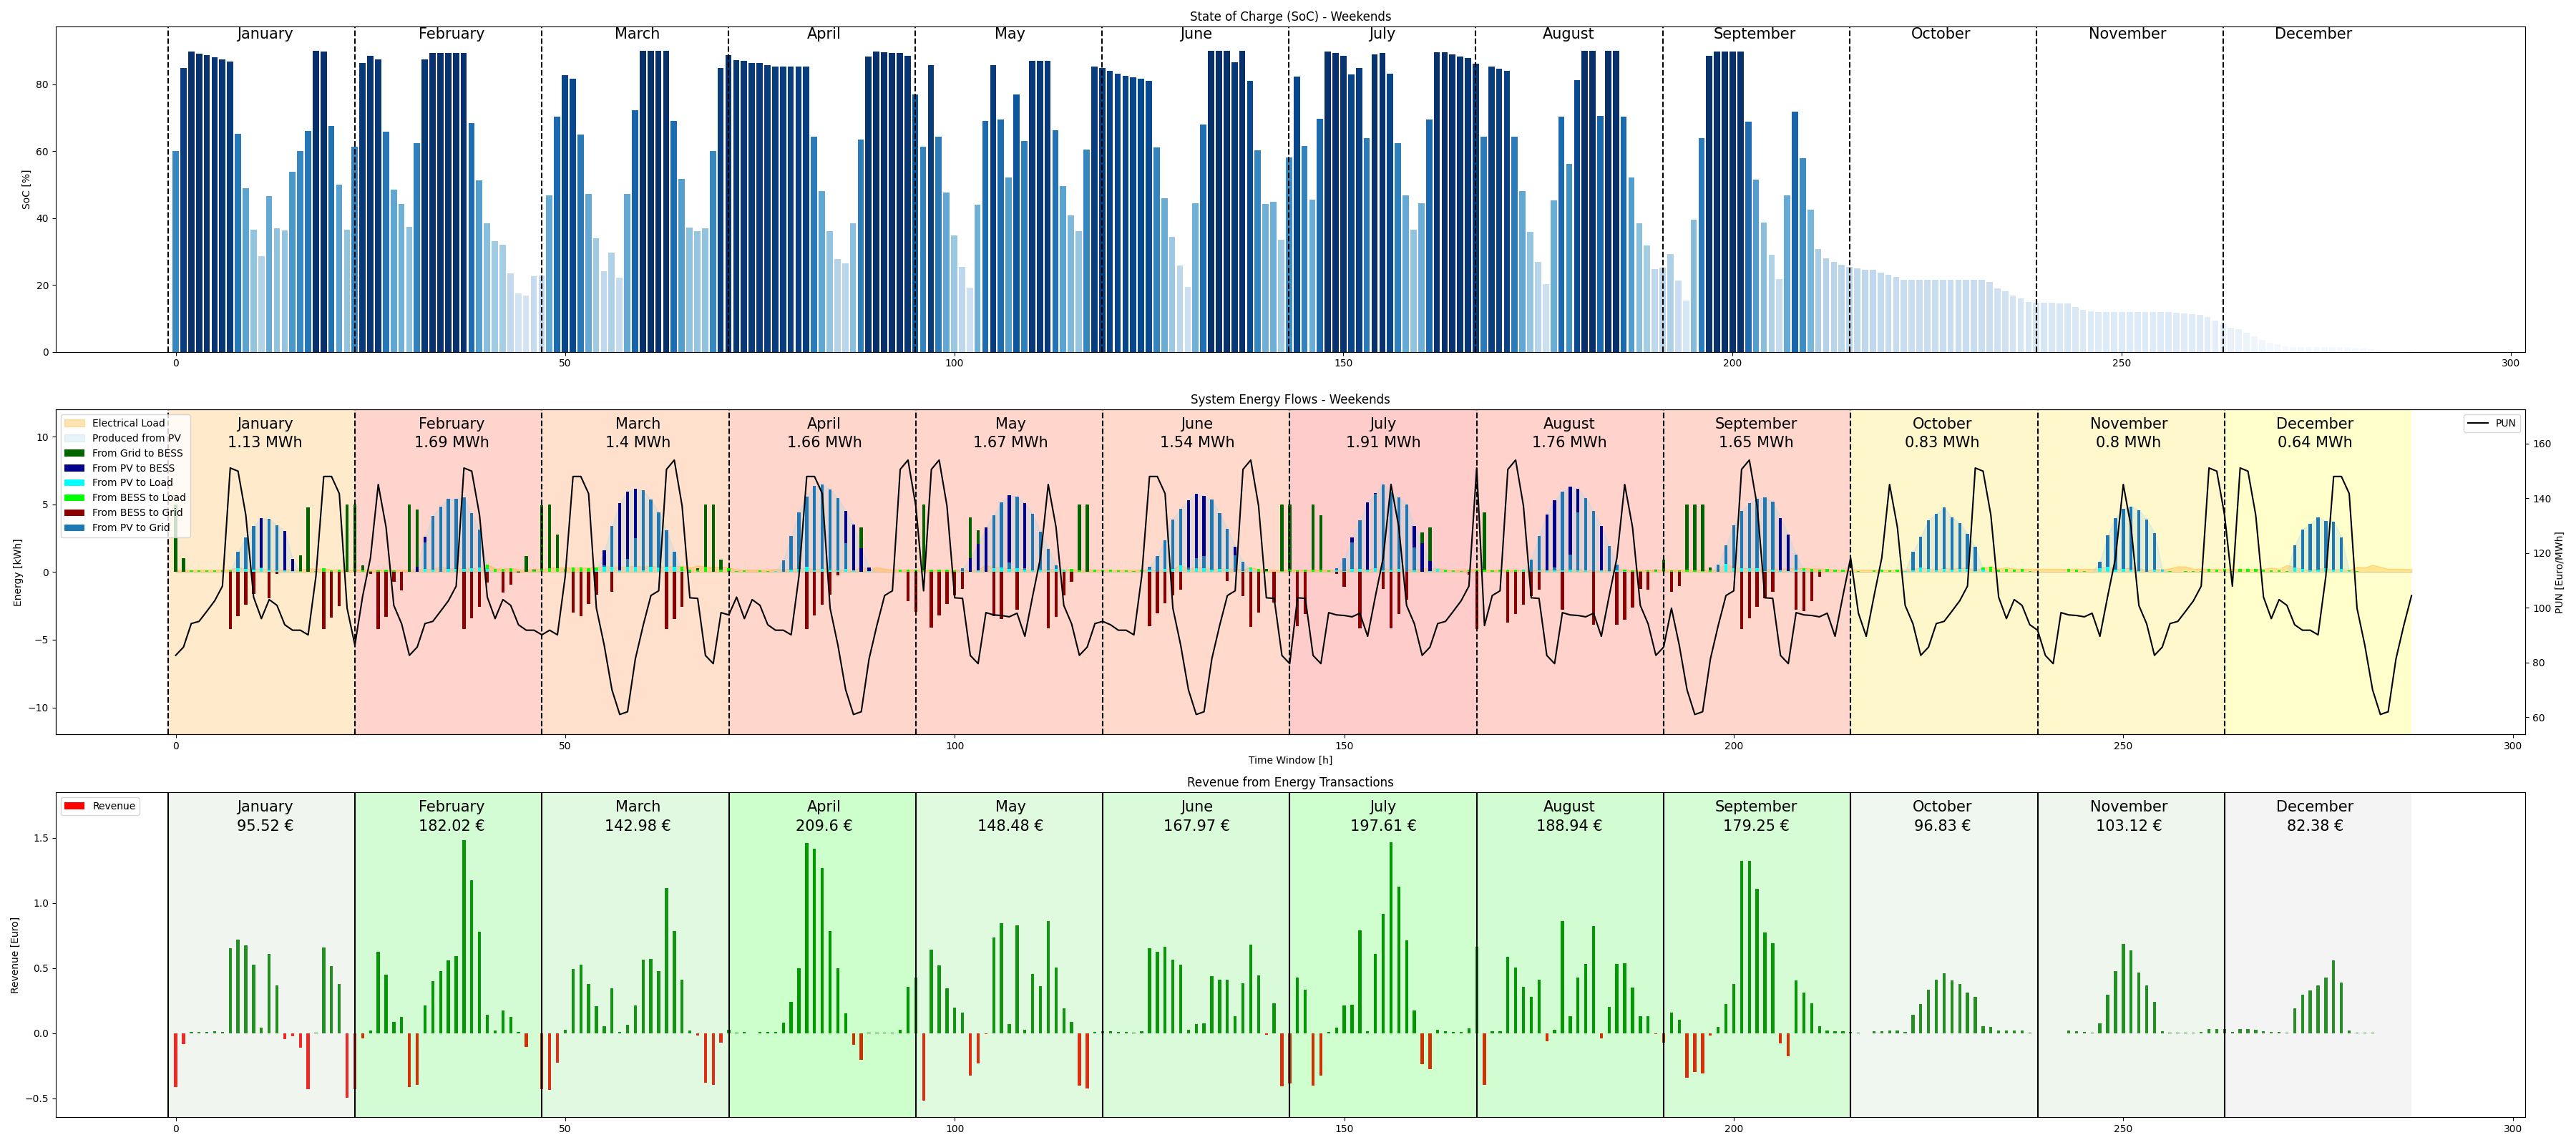 State of Charge (SoC) - Weekends
January February March April May June July August September October November December
80
60
40
20
0
SoC [%]
0 50 100 150 200 250 300
System Energy Flows - Weekends
Electrical Load
Produced from PV
From Grid to BESS
From PV to BESS
From PV to Load
From BESS to Load
From BESS to Grid
From PV to Grid
January February March April May June July August September October November December
1.13 MWh 1.69 MWh 1.4 MWh 1.66 MWh 1.67 MWh 1.54 MWh 1.91 MWh 1.76 MWh 1.65 MWh 0.83 MWh 0.8 MWh 0.64 MWh
PUN
10
5
0
−5
−10
Energy [kWh]
160
140
120
100
80
60
PUN [Euro/MWh]
0 50 100 150 200 250 300
Time Window [h]
Revenue from Energy Transactions
Revenue
January February March April May June July August September October November December
95.52 € 182.02 € 142.98 € 209.6 € 148.48 € 167.97 € 197.61 € 188.94 € 179.25 € 96.83 € 103.12 € 82.38 €
1.5
1.0
0.5
0.0
−0.5
Revenue [Euro]
0 50 100 150 200 250 300